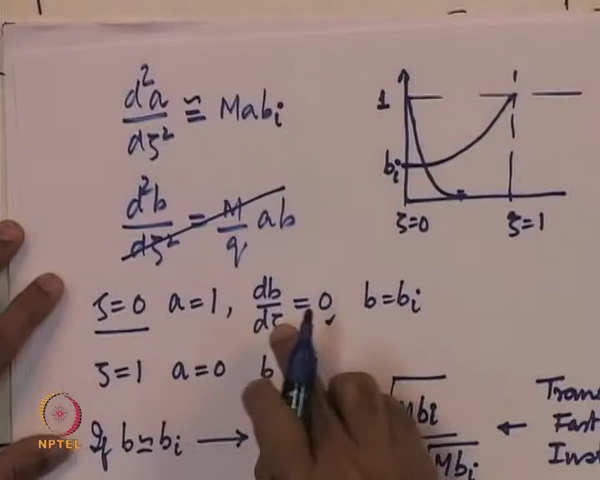 d²a/dζ² ≅ Mabᵢ
d²b/dζ² = M/q ab
1
bᵢ
ζ=0 ζ=1
ζ=0 a=1, db/dζ =0 b=bᵢ
ζ=1 a=0 b
If b≃bᵢ → √Mbᵢ
√Mbᵢ ←
Trans
Fast
Inst
NPTEL